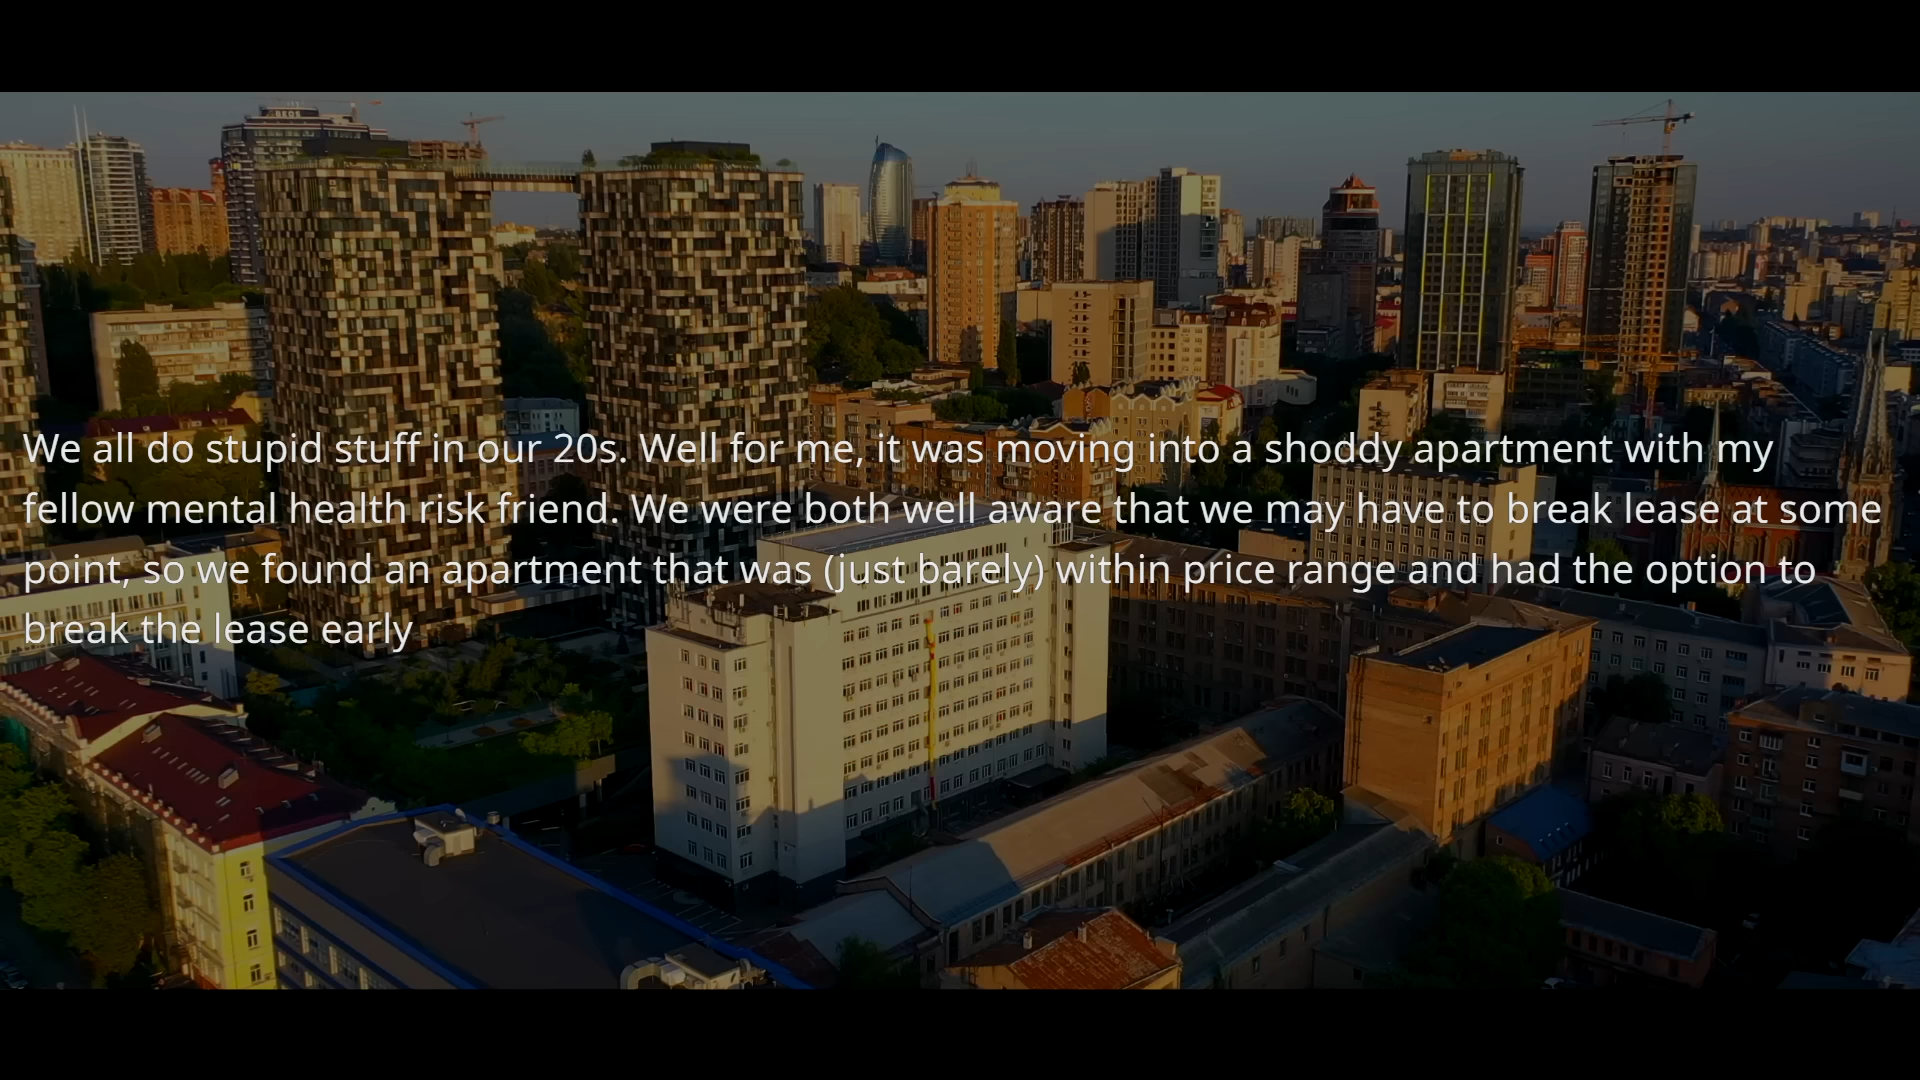 BEOS
We all do stupid stuff in our 20s. Well for me, it was moving into a shoddy apartment with my
fellow mental health risk friend. We were both well aware that we may have to break lease at some
point, so we found an apartment that was (just barely) within price range and had the option to
break the lease early